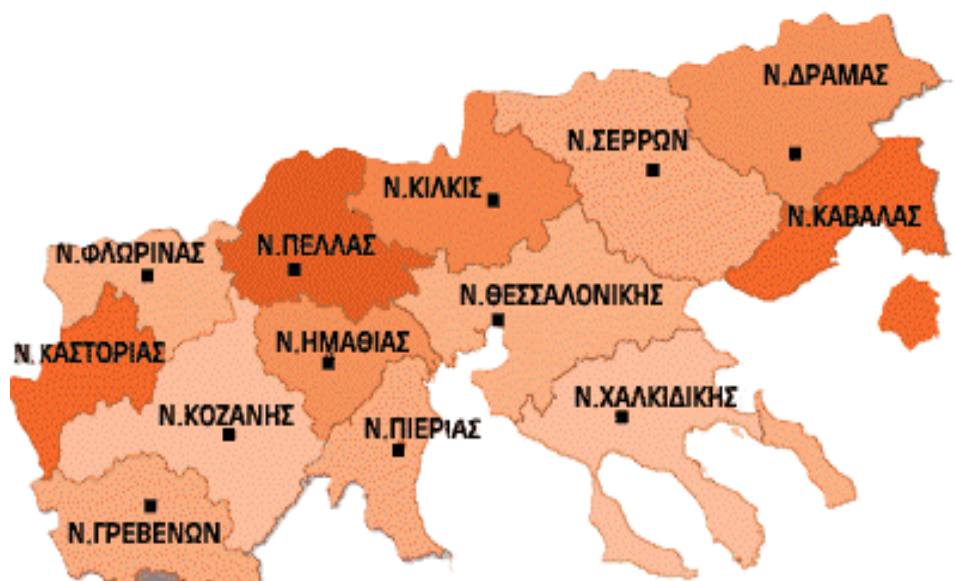 Ν.ΔΡΑΜΑΣ
Ν.ΣΕΡΡΩΝ
Ν.ΚΙΛΚΙΣ
Ν.ΚΑΒΑΛΑΣ
Ν.ΠΕΛΛΑΣ
Ν.ΦΛΩΡΙΝΑΣ
Ν.ΘΕΣΣΑΛΟΝΙΚΗΣ
Ν.ΗΜΑΘΙΑΣ
Ν.ΚΑΣΤΟΡΙΑΣ
Ν.ΧΑΛΚΙΔΙΚΗΣ
Ν.ΚΟΖΑΝΗΣ
Ν.ΠΙΕΡΙΑΣ
Ν.ΓΡΕΒΕΝΩΝ